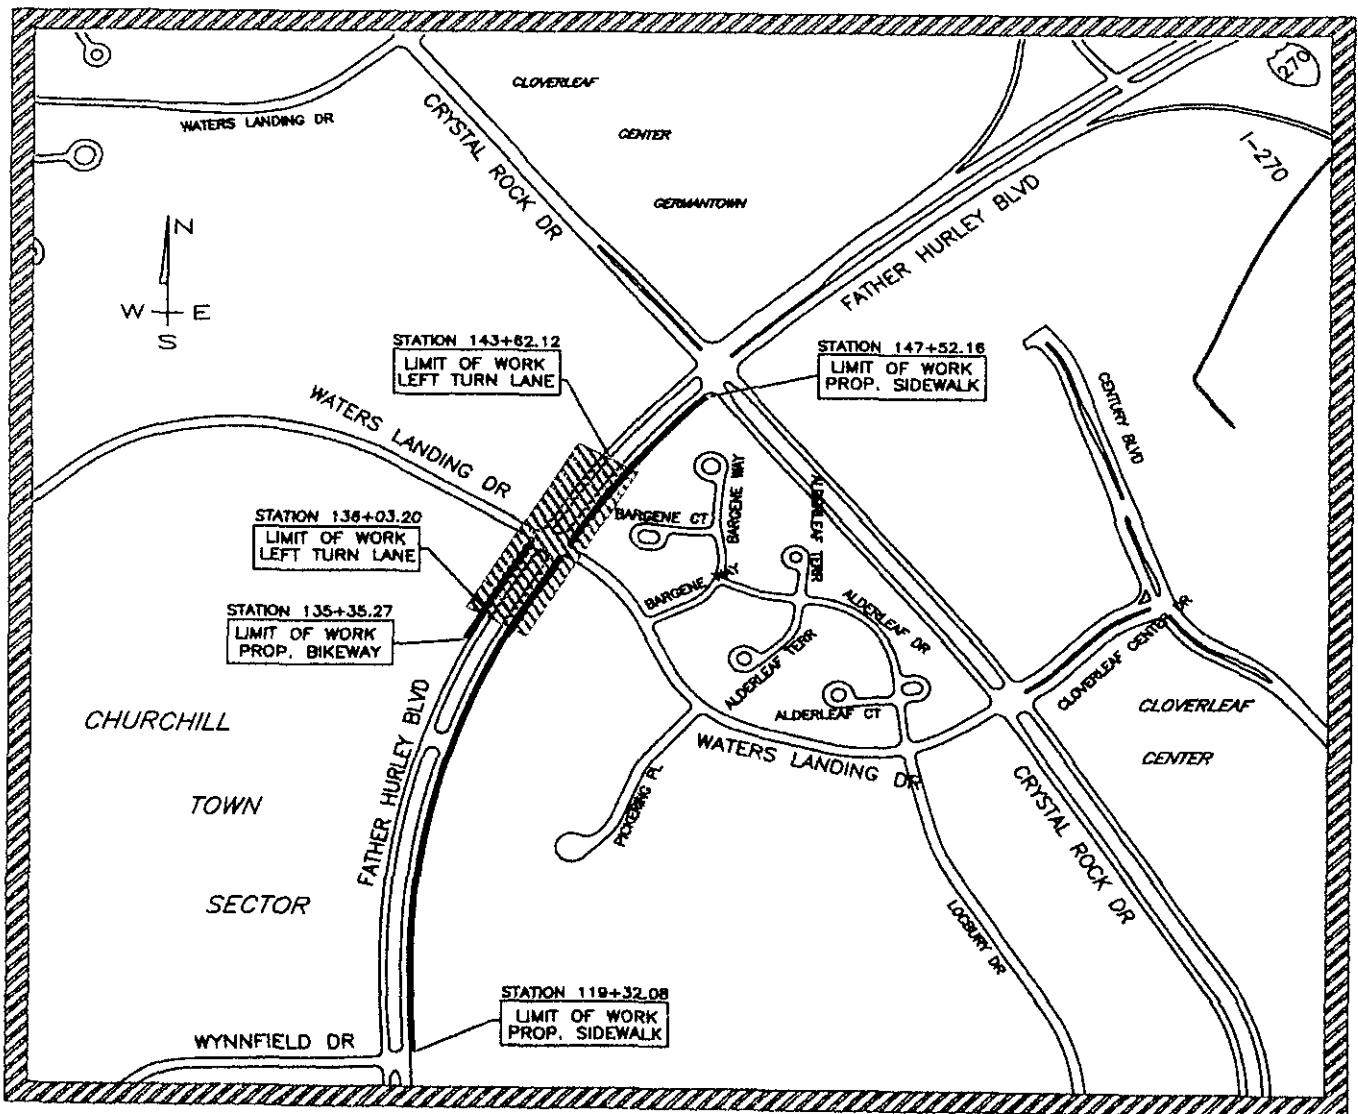 270
CLOVERLEAF
CENTER
GERMANTOWN
WATERS LANDING DR
CRYSTAL ROCK DR
I-270
FATHER HURLEY BLVD
N
W E
S
STATION 143+62.12
LIMIT OF WORK
LEFT TURN LANE
STATION 147+52.16
LIMIT OF WORK
PROP. SIDEWALK
CENTURY BLVD
WATERS LANDING DR
BARGENE WAY
ALDERLEAF TERR
STATION 136+03.20
LIMIT OF WORK
LEFT TURN LANE
BARGENE CT
BARGENE WAY
ALDERLEAF DR
STATION 135+35.27
LIMIT OF WORK
PROP. BIKEWAY
ALDERLEAF TERR
CLOVERLEAF CENTER DR
ALDERLEAF CT
CHURCHILL
TOWN
SECTOR
FATHER HURLEY BLVD
WATERS LANDING DR
CLOVERLEAF
CENTER
PICKERING PL
CRYSTAL ROCK DR
LOCBURY DR
STATION 119+32.08
LIMIT OF WORK
PROP. SIDEWALK
WYNNFIELD DR